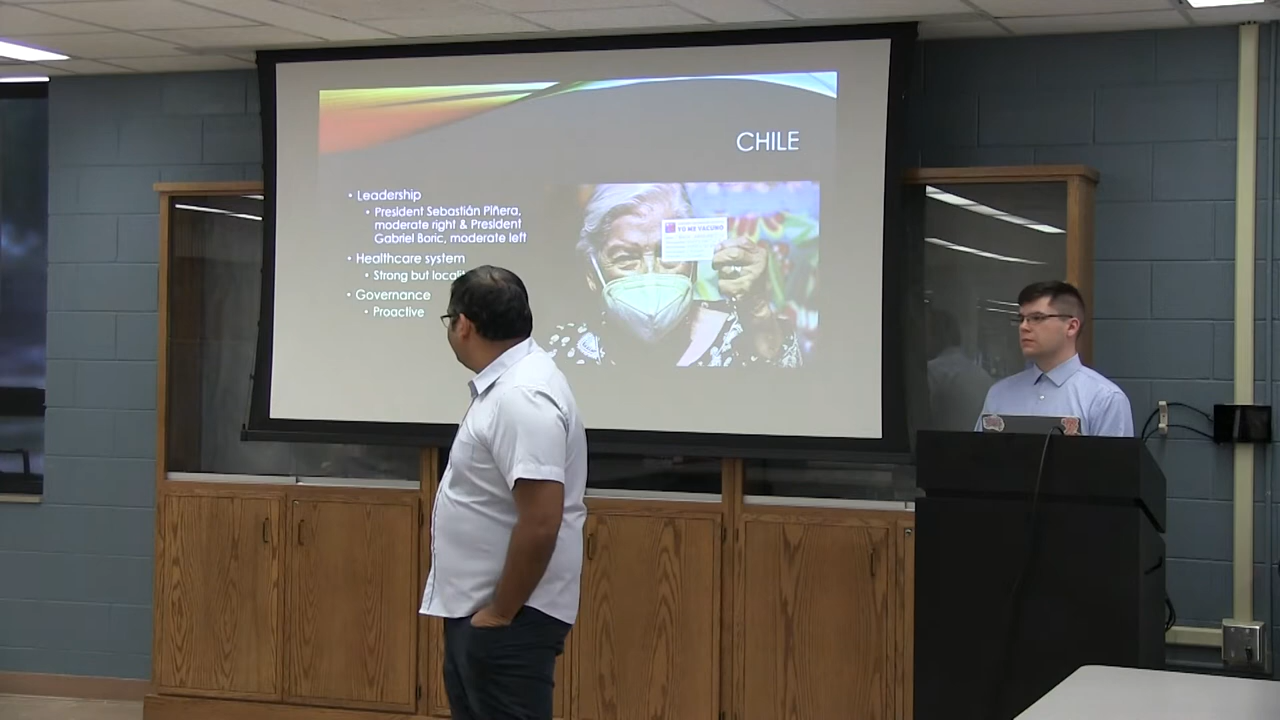 CHILE
• Leadership
• President Sebastián Piñera,
moderate right & President
Gabriel Boric, moderate left
• Healthcare system
• Strong but locali
• Governance
• Proactive
YO ME VACUNO